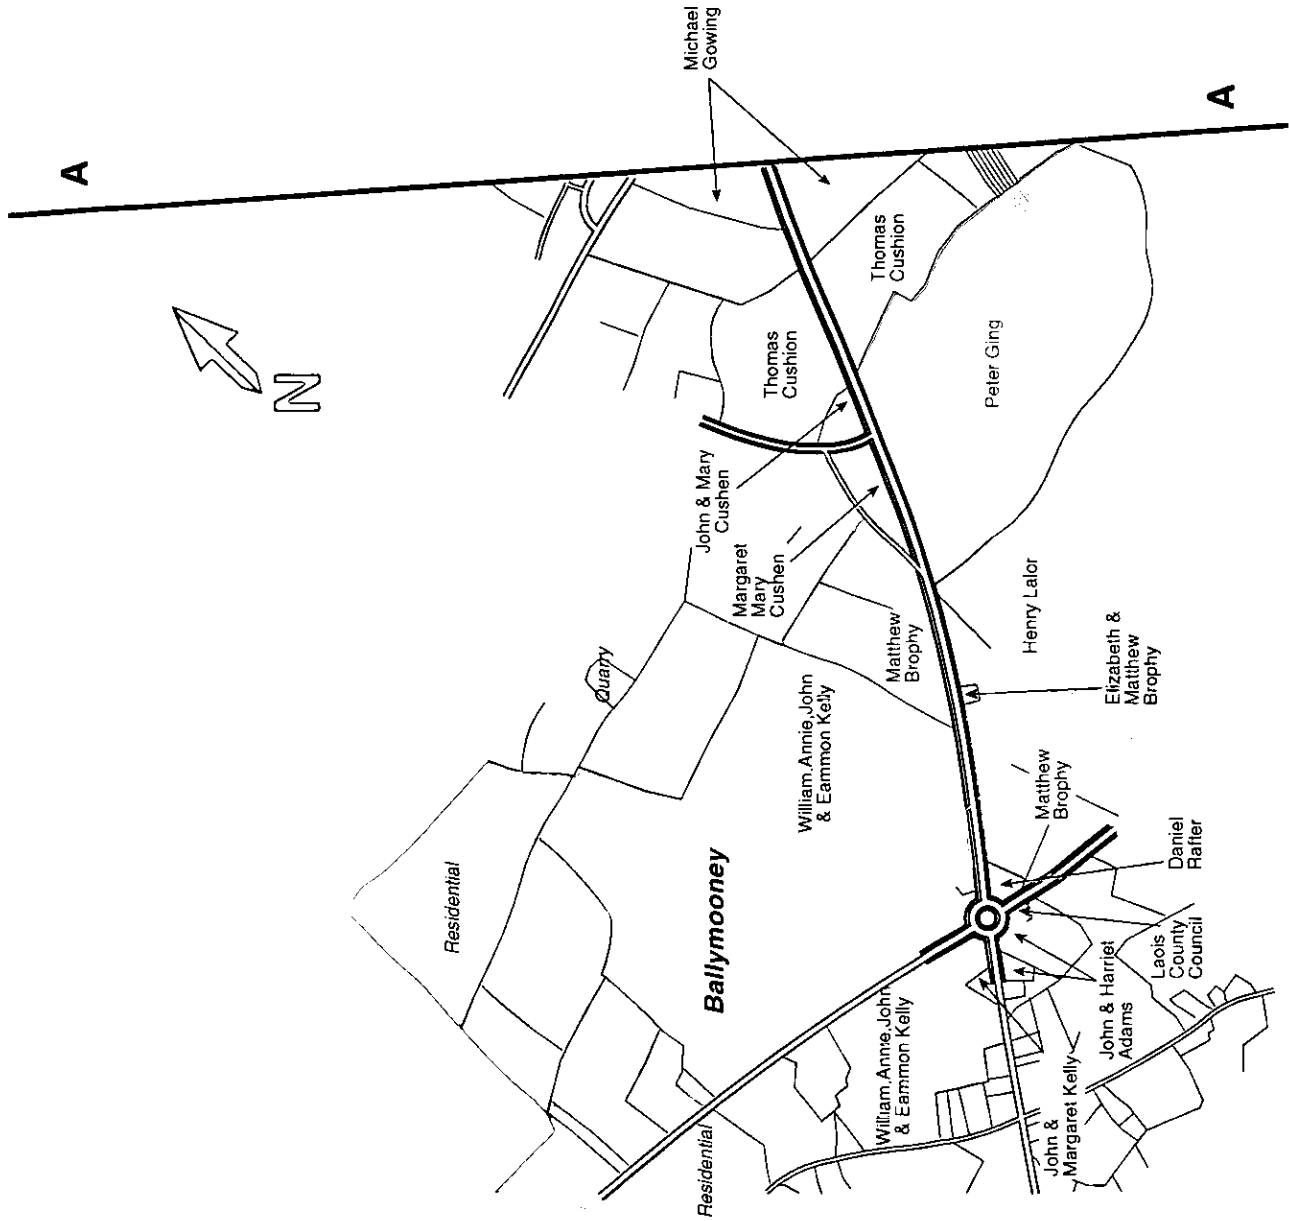 A
A
N
Michael
Gowing
Thomas
Cushion
Thomas
Cushion
Peter Ging
John & Mary
Cushen
Margaret
Mary
Cushen
Henry Lalor
Matthew
Brophy
Elizabeth &
Matthew
Brophy
Quarry
William,Annie,John
& Eammon Kelly
Matthew
Brophy
Daniel
Rafter
Residential
Ballymooney
Laois
County
Council
John & Harriet
Adams
William,Annie,John
& Eammon Kelly
John &
Margaret Kelly
Residential